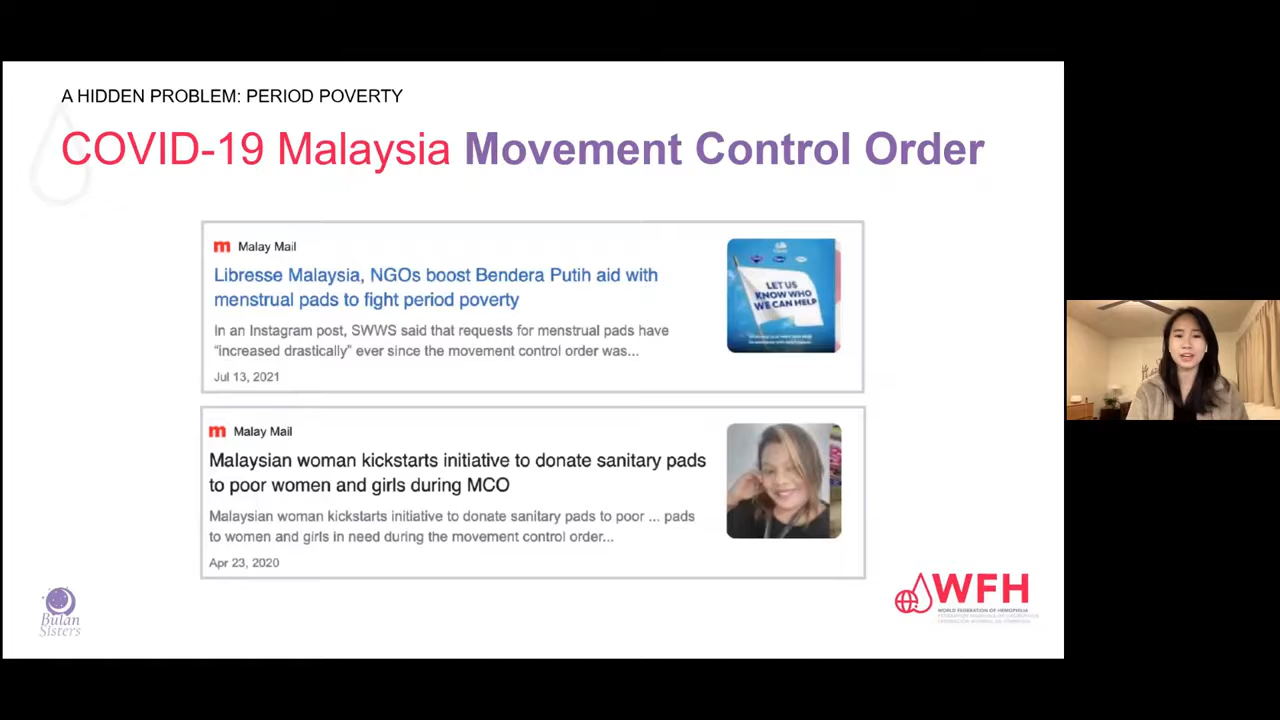 A HIDDEN PROBLEM: PERIOD POVERTY
COVID-19 Malaysia Movement Control Order
m Malay Mail
Libresse Malaysia, NGOs boost Bendera Putih aid with
menstrual pads to fight period poverty
In an Instagram post, SWWS said that requests for menstrual pads have
“increased drastically” ever since the movement control order was...
Jul 13, 2021
LET US
KNOW WHO
WE CAN HELP
m Malay Mail
Malaysian woman kickstarts initiative to donate sanitary pads
to poor women and girls during MCO
Malaysian woman kickstarts initiative to donate sanitary pads to poor ... pads
to women and girls in need during the movement control order...
Apr 23, 2020
Bulan
Sisters
WFH
WORLD FEDERATION OF HEMOPHILIA